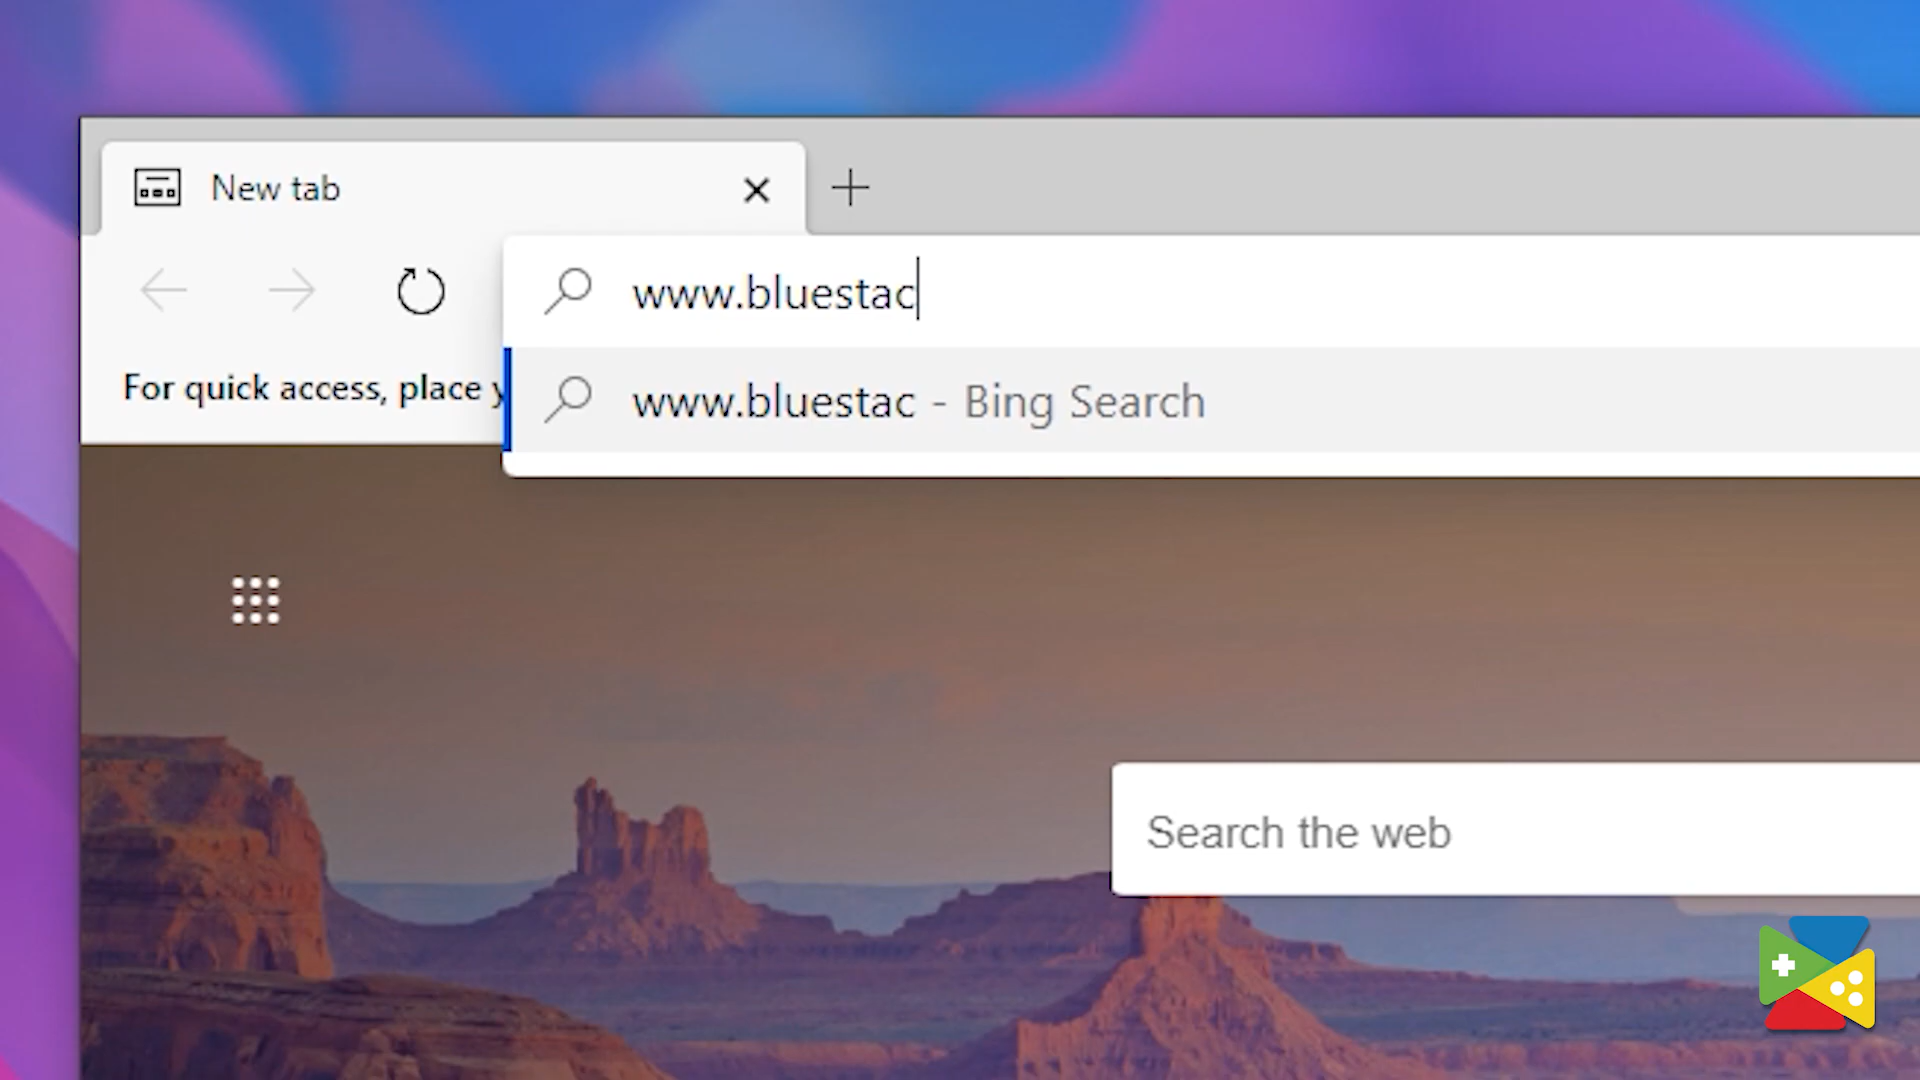 New tab
www.bluestac
For quick access, place
www.bluestac - Bing Search
Search the web